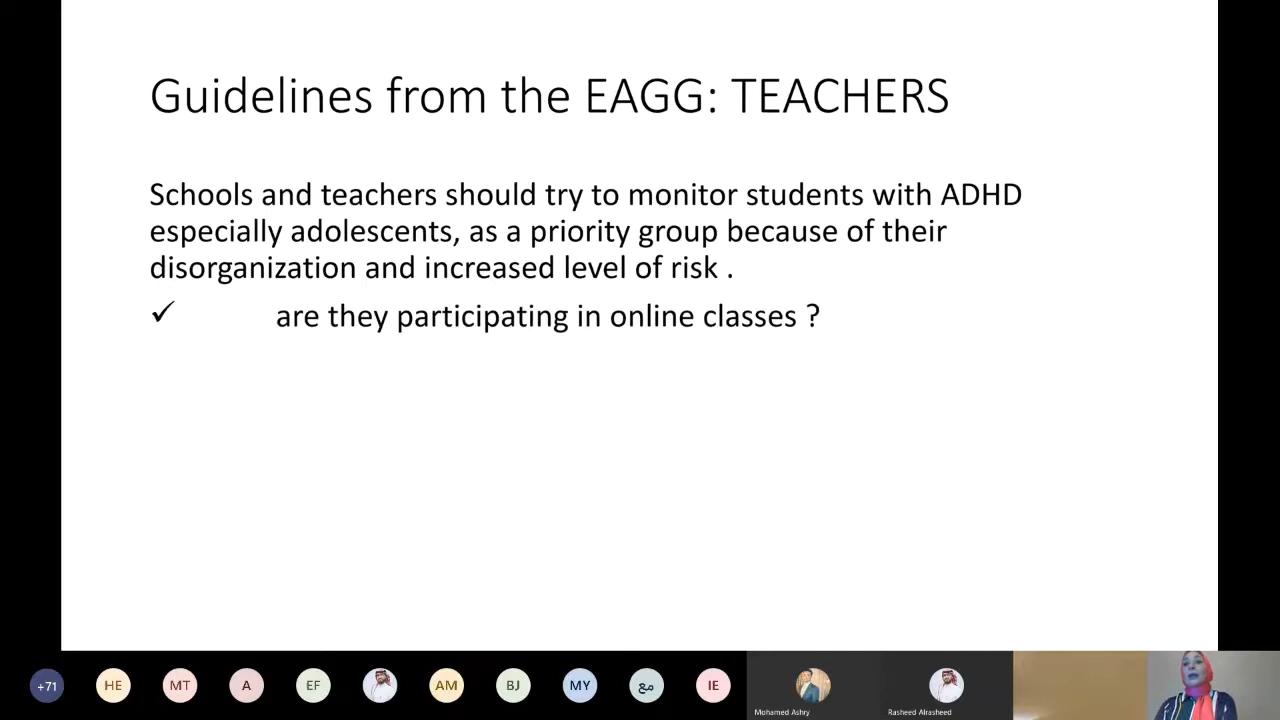 Guidelines from the EAGG: TEACHERS
Schools and teachers should try to monitor students with ADHD
especially adolescents, as a priority group because of their
disorganization and increased level of risk .
✓ are they participating in online classes ?
+71
HE
MT
A
EF
AM
BJ
MY
مع
IE
Mohamed Ashry
Rasheed Alrasheed